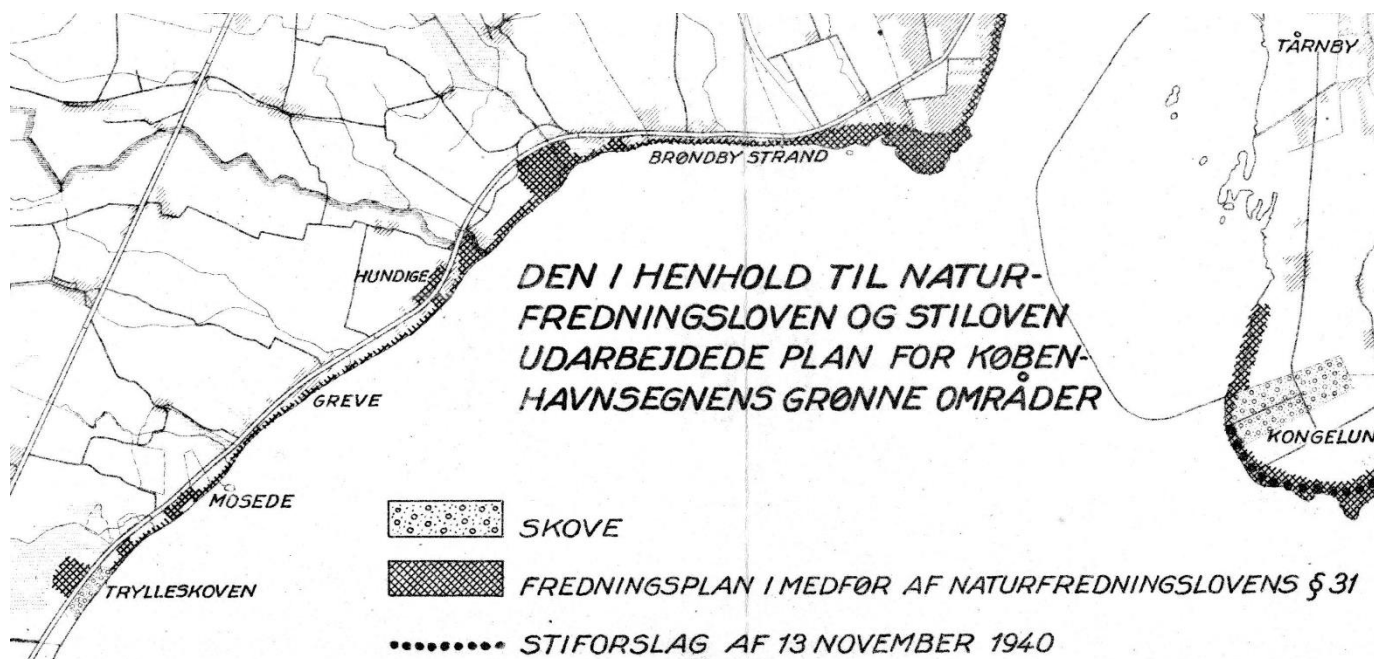 TÅRNBY
BRØNDBY STRAND
HUNDIGE
DEN I HENHOLD TIL NATUR-
FREDNINGSLOVEN OG STILOVEN
UDARBEJDEDE PLAN FOR KØBEN-
HAVNSEGNENS GRØNNE OMRÅDER
GREVE
KONGELUN
MOSEDE
SKOVE
TRYLLESKOVEN
FREDNINGSPLAN I MEDFØR AF NATURFREDNINGSLOVENS § 31
STIFORSLAG AF 13 NOVEMBER 1940